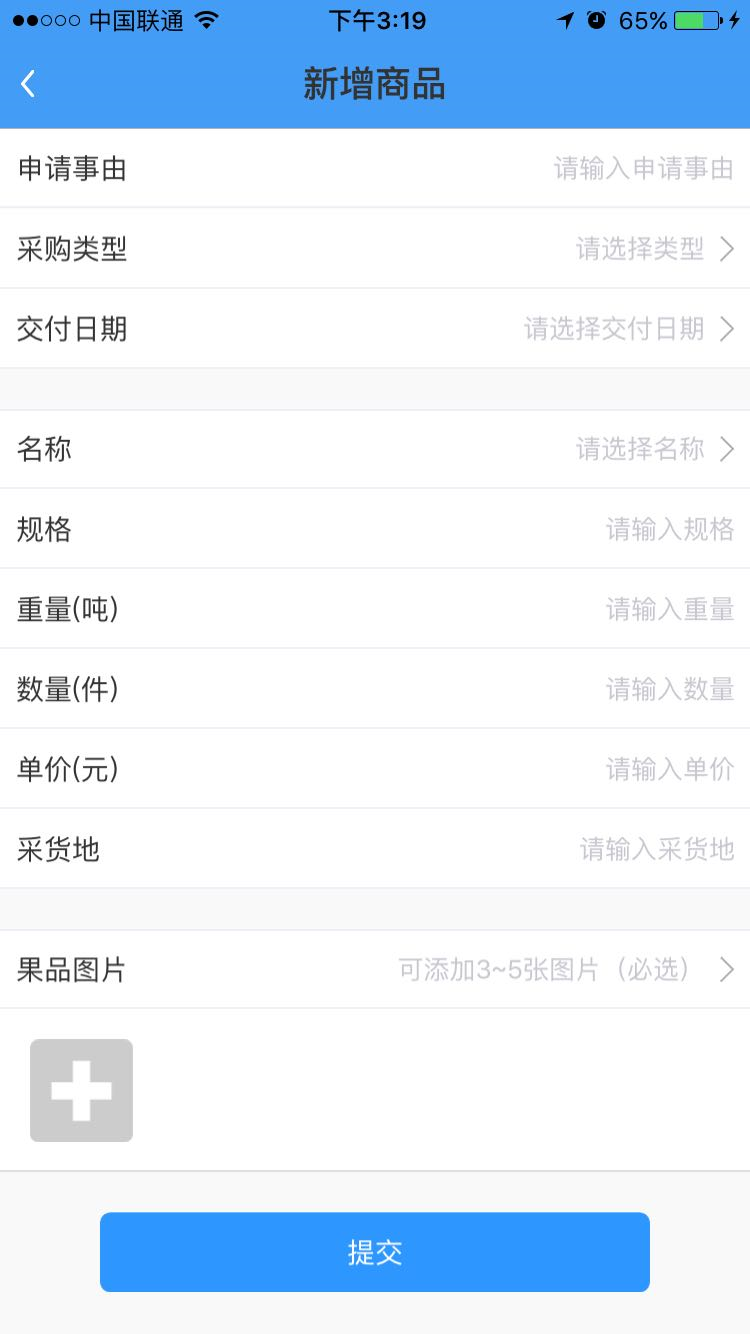 中国联通 下午3:19 65%
新增商品
申请事由 请输入申请事由
采购类型 请选择类型
交付日期 请选择交付日期
名称 请选择名称
规格 请输入规格
重量(吨) 请输入重量
数量(件) 请输入数量
单价(元) 请输入单价
采货地 请输入采货地
果品图片 可添加3~5张图片（必选）
提交